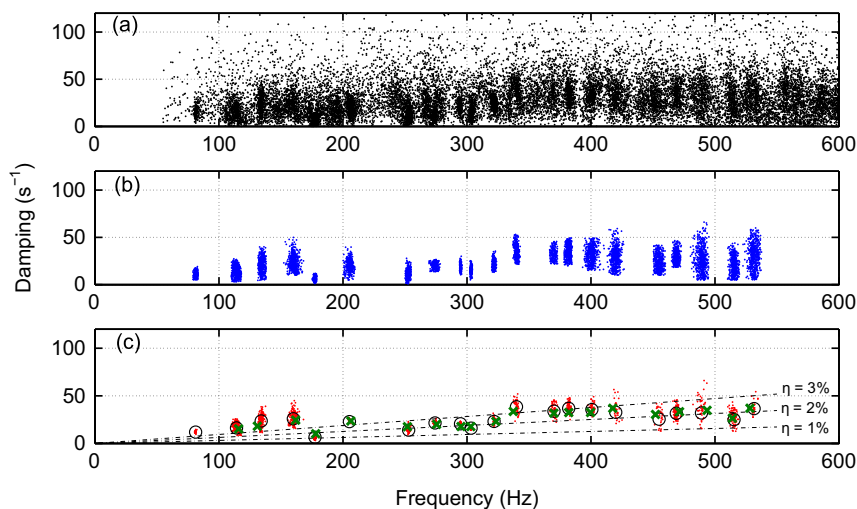 (a)
100
50
0
100 200 300 400 500 600
(b)
100
50
0
0 100 200 300 400 500 600
Damping (s⁻¹)
(c)
100
50
0
η = 3%
η = 2%
η = 1%
0 100 200 300 400 500 600
Frequency (Hz)